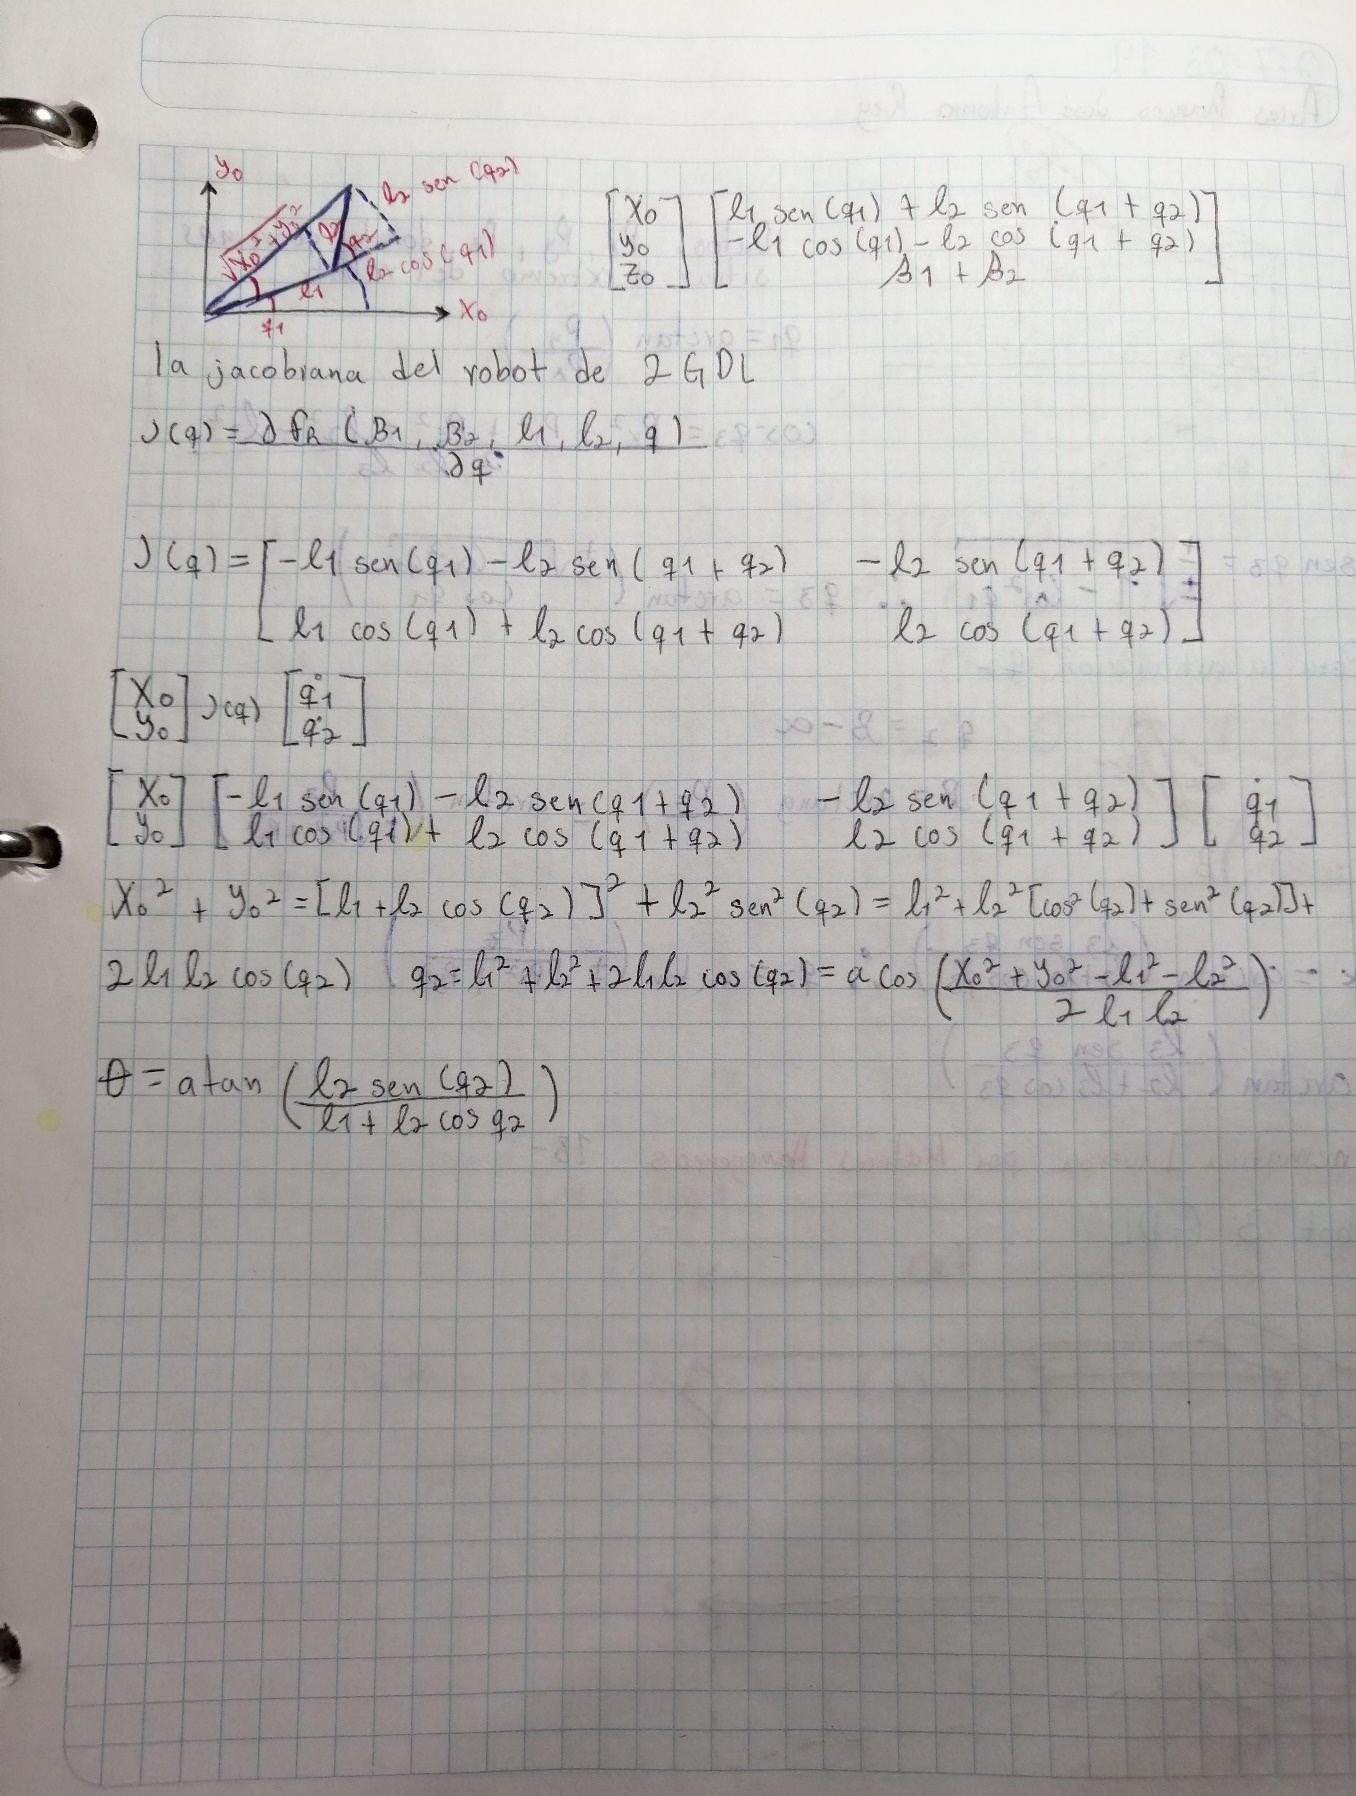 y0
l2 sen (q2)
√x0² + y0²
l2
q2
l2 cos (q1)
l1
q1
x0
[x0 y0 z0] [l1 sen(q1) + l2 sen (q1 + q2)
-l1 cos(q1) - l2 cos (q1 + q2)
β1 + β2]
la jacobiana del robot de 2 GDL
J(q) = ∂ fR (β1, β2, l1, l2, q) / ∂q
J(q) = [-l1 sen(q1) - l2 sen (q1 + q2) -l2 sen (q1 + q2)
l1 cos(q1) + l2 cos (q1 + q2) l2 cos (q1 + q2)]
[x0 y0] J(q) [q̇1 q̇2]
[x0 y0] [-l1 sen(q1) - l2 sen(q1 + q2) -l2 sen (q1 + q2)
l1 cos(q1) + l2 cos (q1 + q2) l2 cos (q1 + q2)] [q̇1 q̇2]
x0² + y0² = [l1 + l2 cos (q2)]² + l2² sen² (q2) = l1² + l2² [cos² (q2) + sen² (q2)] +
2 l1 l2 cos (q2) q2 = l1² + l2² + 2 l1 l2 cos (q2) = a cos (x0² + y0² - l1² - l2² / 2 l1 l2)
θ = atan (l2 sen (q2) / l1 + l2 cos q2)